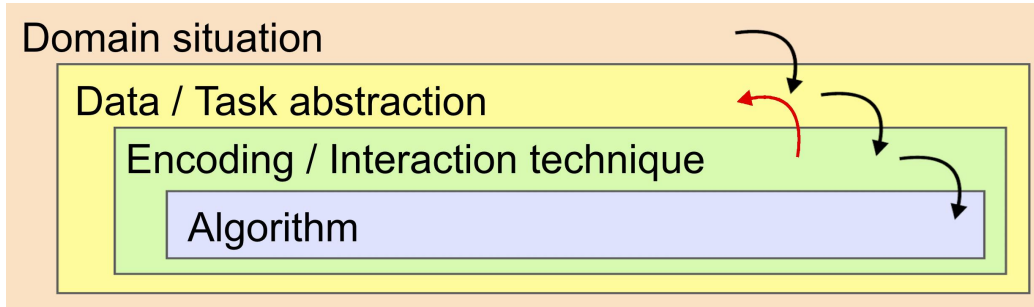 Domain situation
Data / Task abstraction
Encoding / Interaction technique
Algorithm